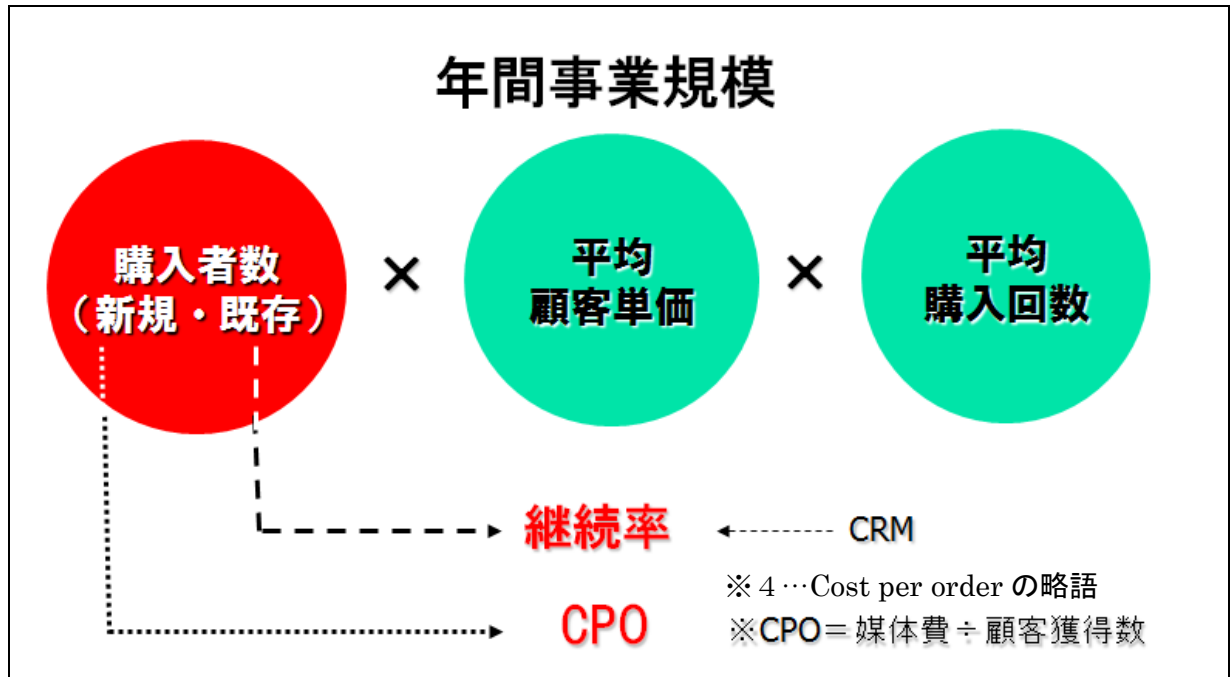 年間事業規模
購入者数
（新規・既存）
×
平均
顧客単価
×
平均
購入回数
継続率
CRM
※４…Cost per order の略語
CPO
※CPO＝媒体費÷顧客獲得数